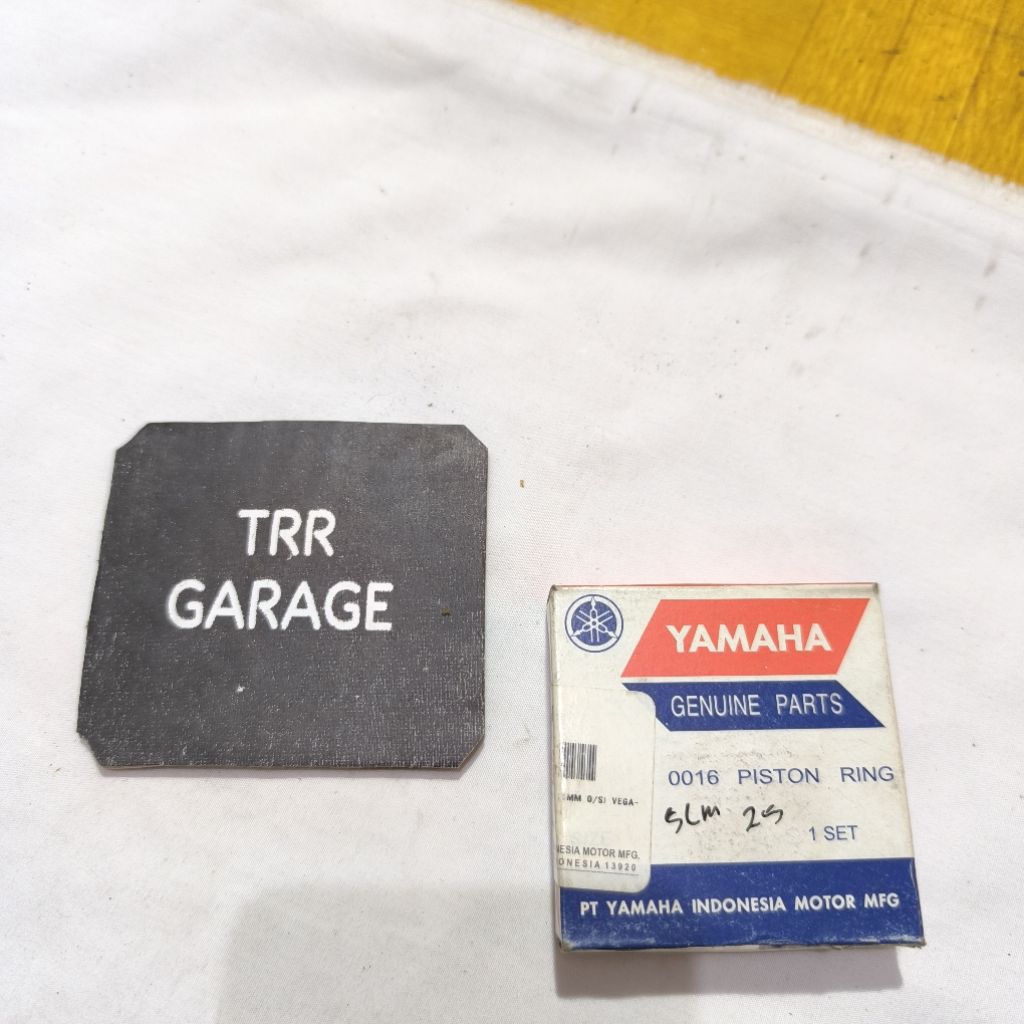 TRR
GARAGE
YAMAHA
GENUINE PARTS
0016 PISTON RING
5LM 25
1 SET
MM O/S) VEGA-
NESIA MOTOR MFG.
ONESIA 13920
PT YAMAHA INDONESIA MOTOR MFG